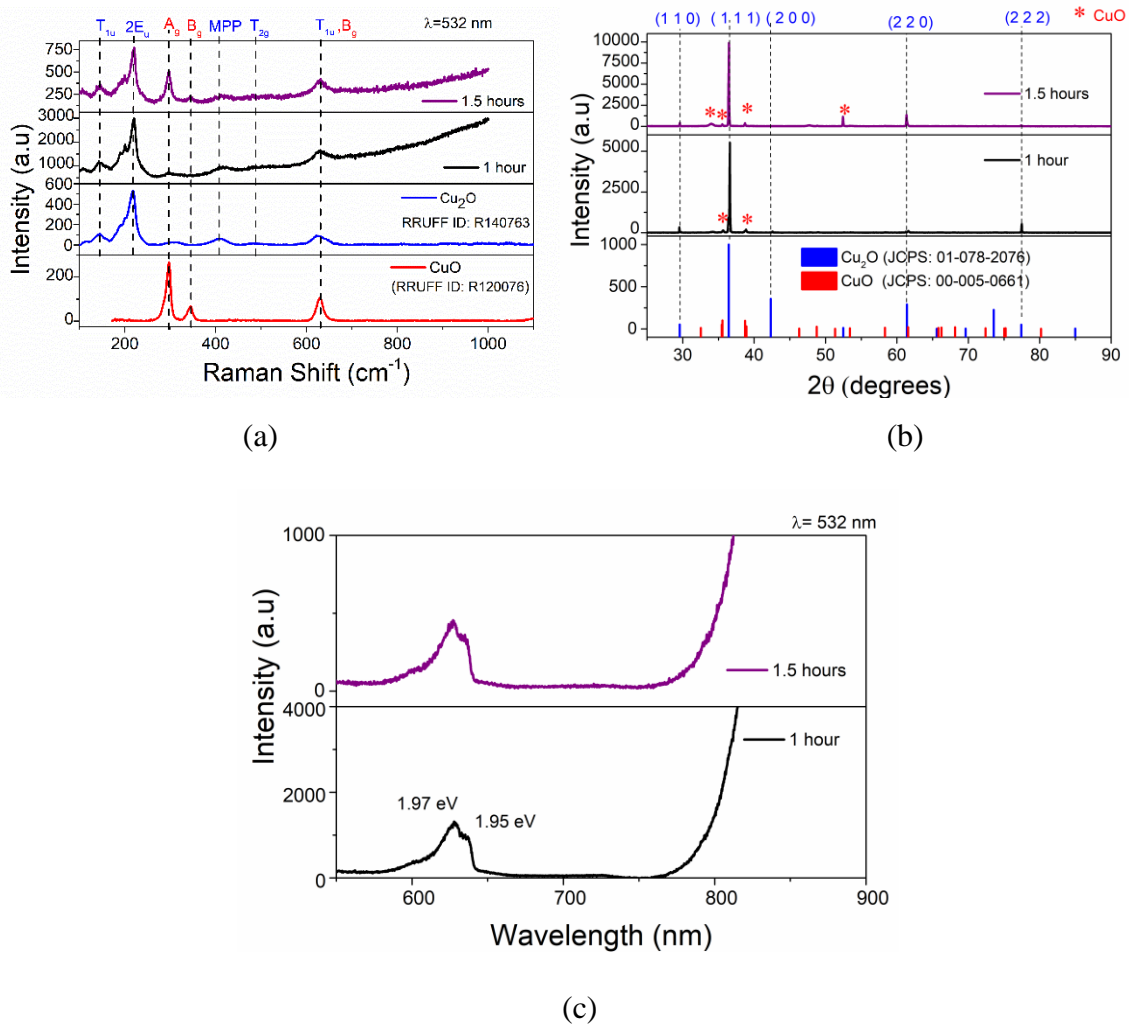 T1u 2Eu Ag Bg MPP T2g T1u,Bg λ=532 nm
750
500
250
1.5 hours
3000
2000
1000
1 hour
600
400
200
0
Cu2O
RRUFF ID: R140763
200
0
CuO
(RRUFF ID: R120076)
Intensity (a.u)
200 400 600 800 1000
Raman Shift (cm-1)
(a)
(1 1 0) ( 1 1 1) ( 2 0 0) (2 2 0) (2 2 2) * CuO
10000
7500
5000
2500
0
* * * *
1.5 hours
5000
2500
0
* *
1 hour
1000
500
0
Cu2O (JCPS: 01-078-2076)
CuO (JCPS: 00-005-0661)
Intensity (a.u)
30 40 50 60 70 80 90
2θ (degrees)
(b)
λ= 532 nm
1000
0
1.5 hours
4000
2000
0
1 hour
1.97 eV
1.95 eV
Intensity (a.u)
600 700 800 900
Wavelength (nm)
(c)